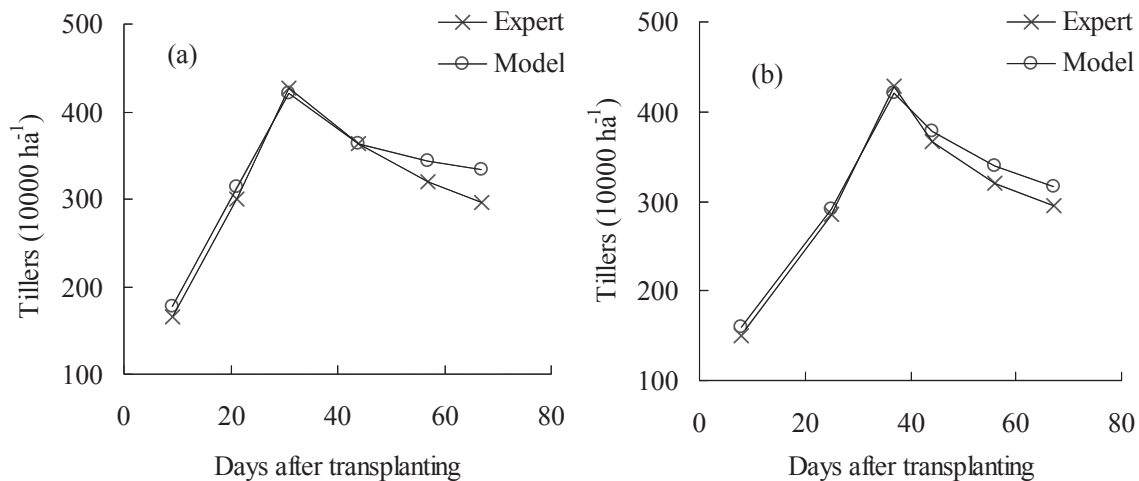 500
400
300
200
100
0
20
40
60
80
Tillers (10000 ha⁻¹)
Days after transplanting
(a)
Expert
Model
500
400
300
200
100
0
20
40
60
80
Tillers (10000 ha⁻¹)
Days after transplanting
(b)
Expert
Model